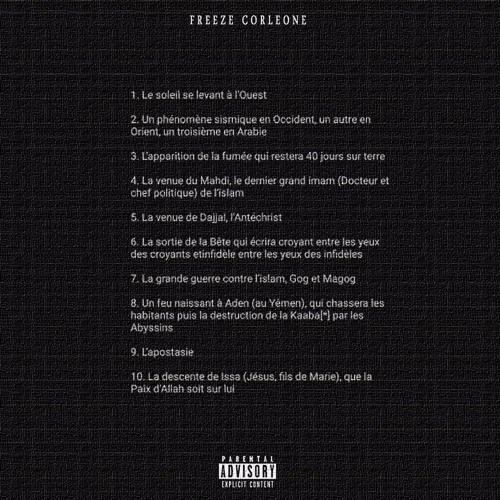 FREEZE CORLEONE
1. Le soleil se levant à l'Ouest
2. Un phénomène sismique en Occident, un autre en
Orient, un troisième en Arabie
3. L'apparition de la fumée qui restera 40 jours sur terre
4. La venue du Mahdi, le dernier grand imam (Docteur et
chef politique) de l'islam
5. La venue de Dajjal, l'Antéchrist
6. La sortie de la Bête qui écrira croyant entre les yeux
des croyants etinfidèle entre les yeux des infidèles
7. La grande guerre contre l'islam, Gog et Magog
8. Un feu naissant à Aden (au Yémen), qui chassera les
habitants puis la destruction de la Kaaba[*] par les
Abyssins
9. L'apostasie
10. La descente de Issa (Jésus, fils de Marie), que la
Paix d'Allah soit sur lui
PARENTAL
ADVISORY
EXPLICIT CONTENT